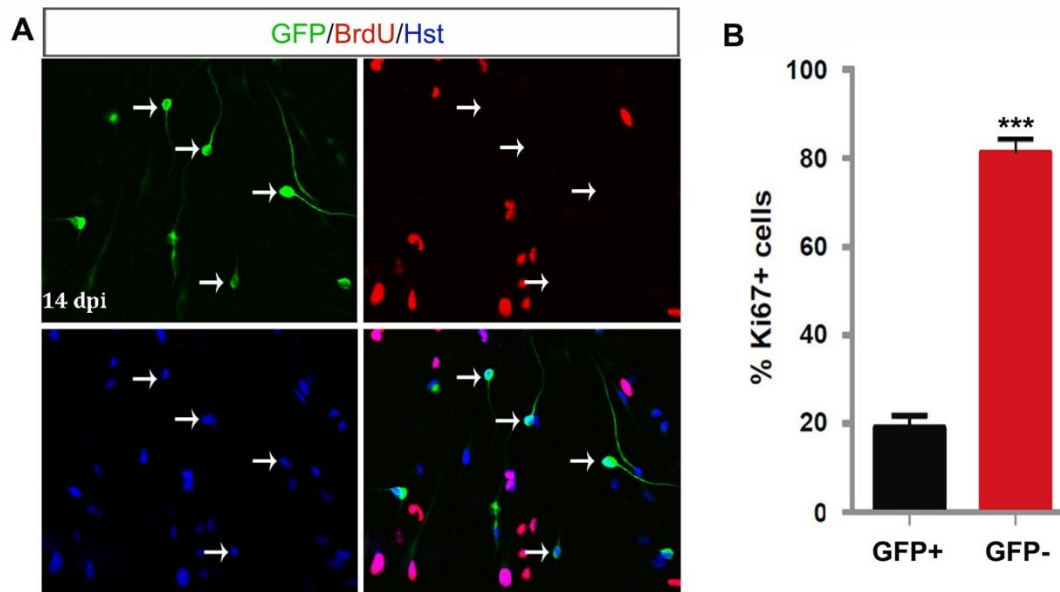 A
GFP/BrdU/Hst
14 dpi
B
% Ki67+ cells
100
80
60
40
20
0
***
GFP+
GFP-